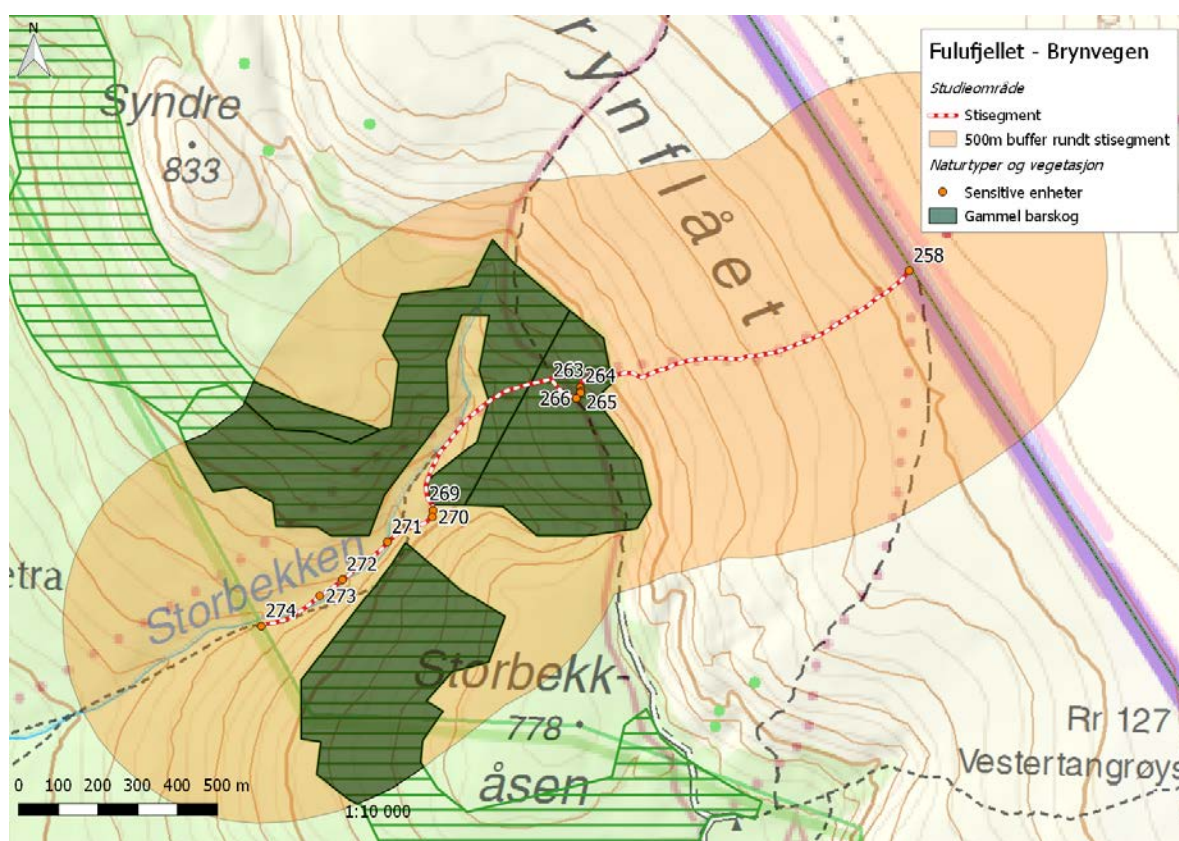 N
Syndre
833
rynflået
Fulufjellet - Brynvegen
Studieområde
Stisegment
500m buffer rundt stisegment
Naturtyper og vegetasjon
Sensitive enheter
Gammel barskog
258
263
264
266
265
269
270
271
272
273
274
etra
Storbekken
Storbekk-
778
åsen
Rr 127
Vestertangrøys
0 100 200 300 400 500 m
1:10 000